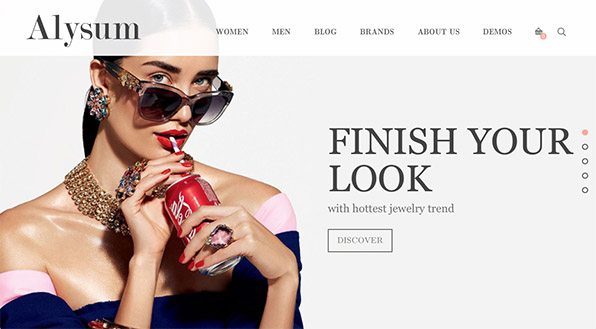 Alysum
WOMEN MEN BLOG BRANDS ABOUT US DEMOS
FINISH YOUR
LOOK
with hottest jewelry trend
DISCOVER